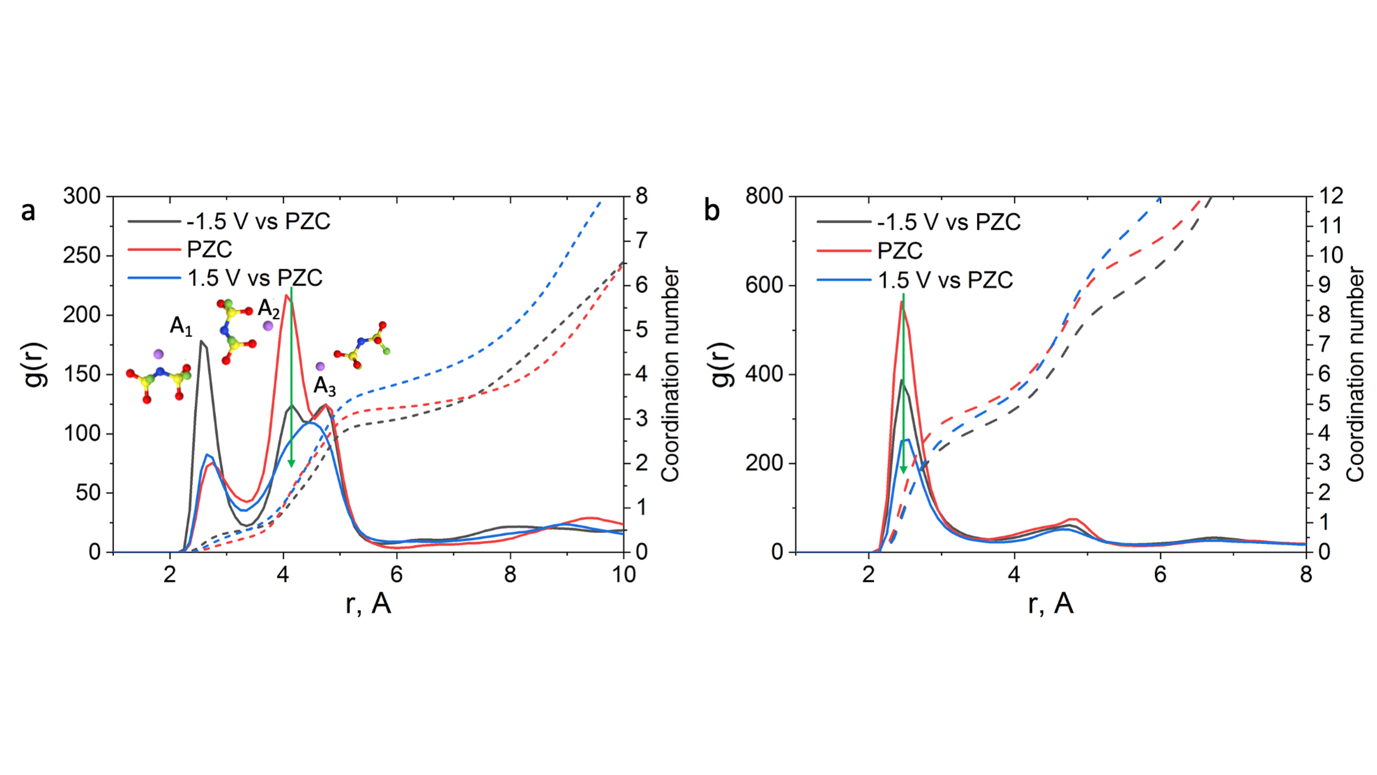 a
-1.5 V vs PZC
PZC
1.5 V vs PZC
A1
A2
A3
300
250
200
150
100
50
0
g(r)
2
4
6
8
10
r, A
8
7
6
5
4
3
2
1
0
Coordination number
b
-1.5 V vs PZC
PZC
1.5 V vs PZC
800
600
400
200
0
g(r)
2
4
6
8
r, A
12
11
10
9
8
7
6
5
4
3
2
1
0
Coordination number